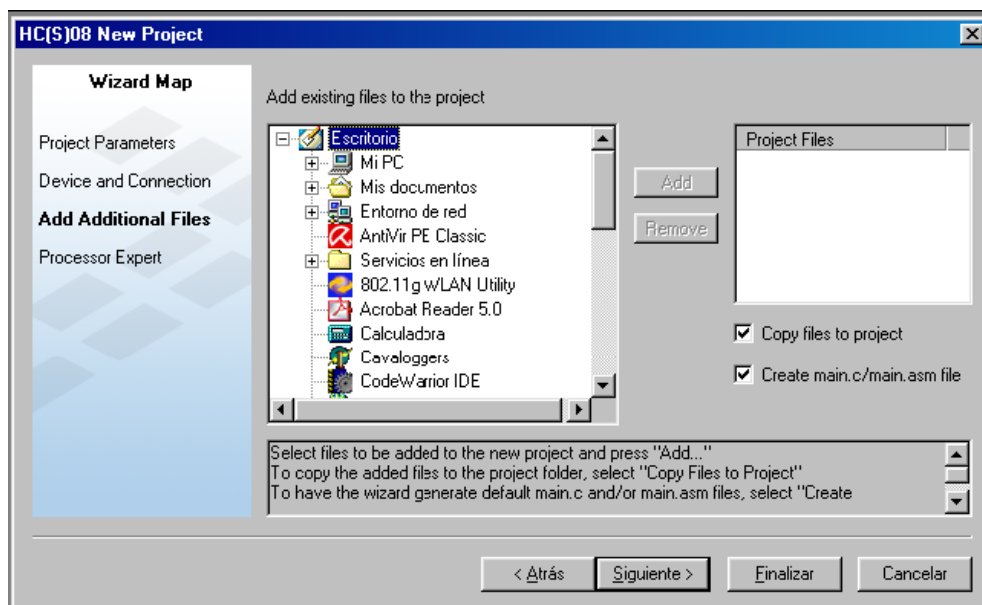 HC(S)08 New Project
Wizard Map
Project Parameters
Device and Connection
Add Additional Files
Processor Expert
Add existing files to the project
Escritorio
Mi PC
Mis documentos
Entorno de red
AntiVir PE Classic
Servicios en línea
802.11g WLAN Utility
Acrobat Reader 5.0
Calculadora
Cavaloggers
CodeWarrior IDE
Add
Remove
Project Files
Copy files to project
Create main.c/main.asm file
Select files to be added to the new project and press "Add..."
To copy the added files to the project folder, select "Copy Files to Project"
To have the wizard generate default main.c and/or main.asm files, select "Create
< Atrás
Siguiente >
Finalizar
Cancelar